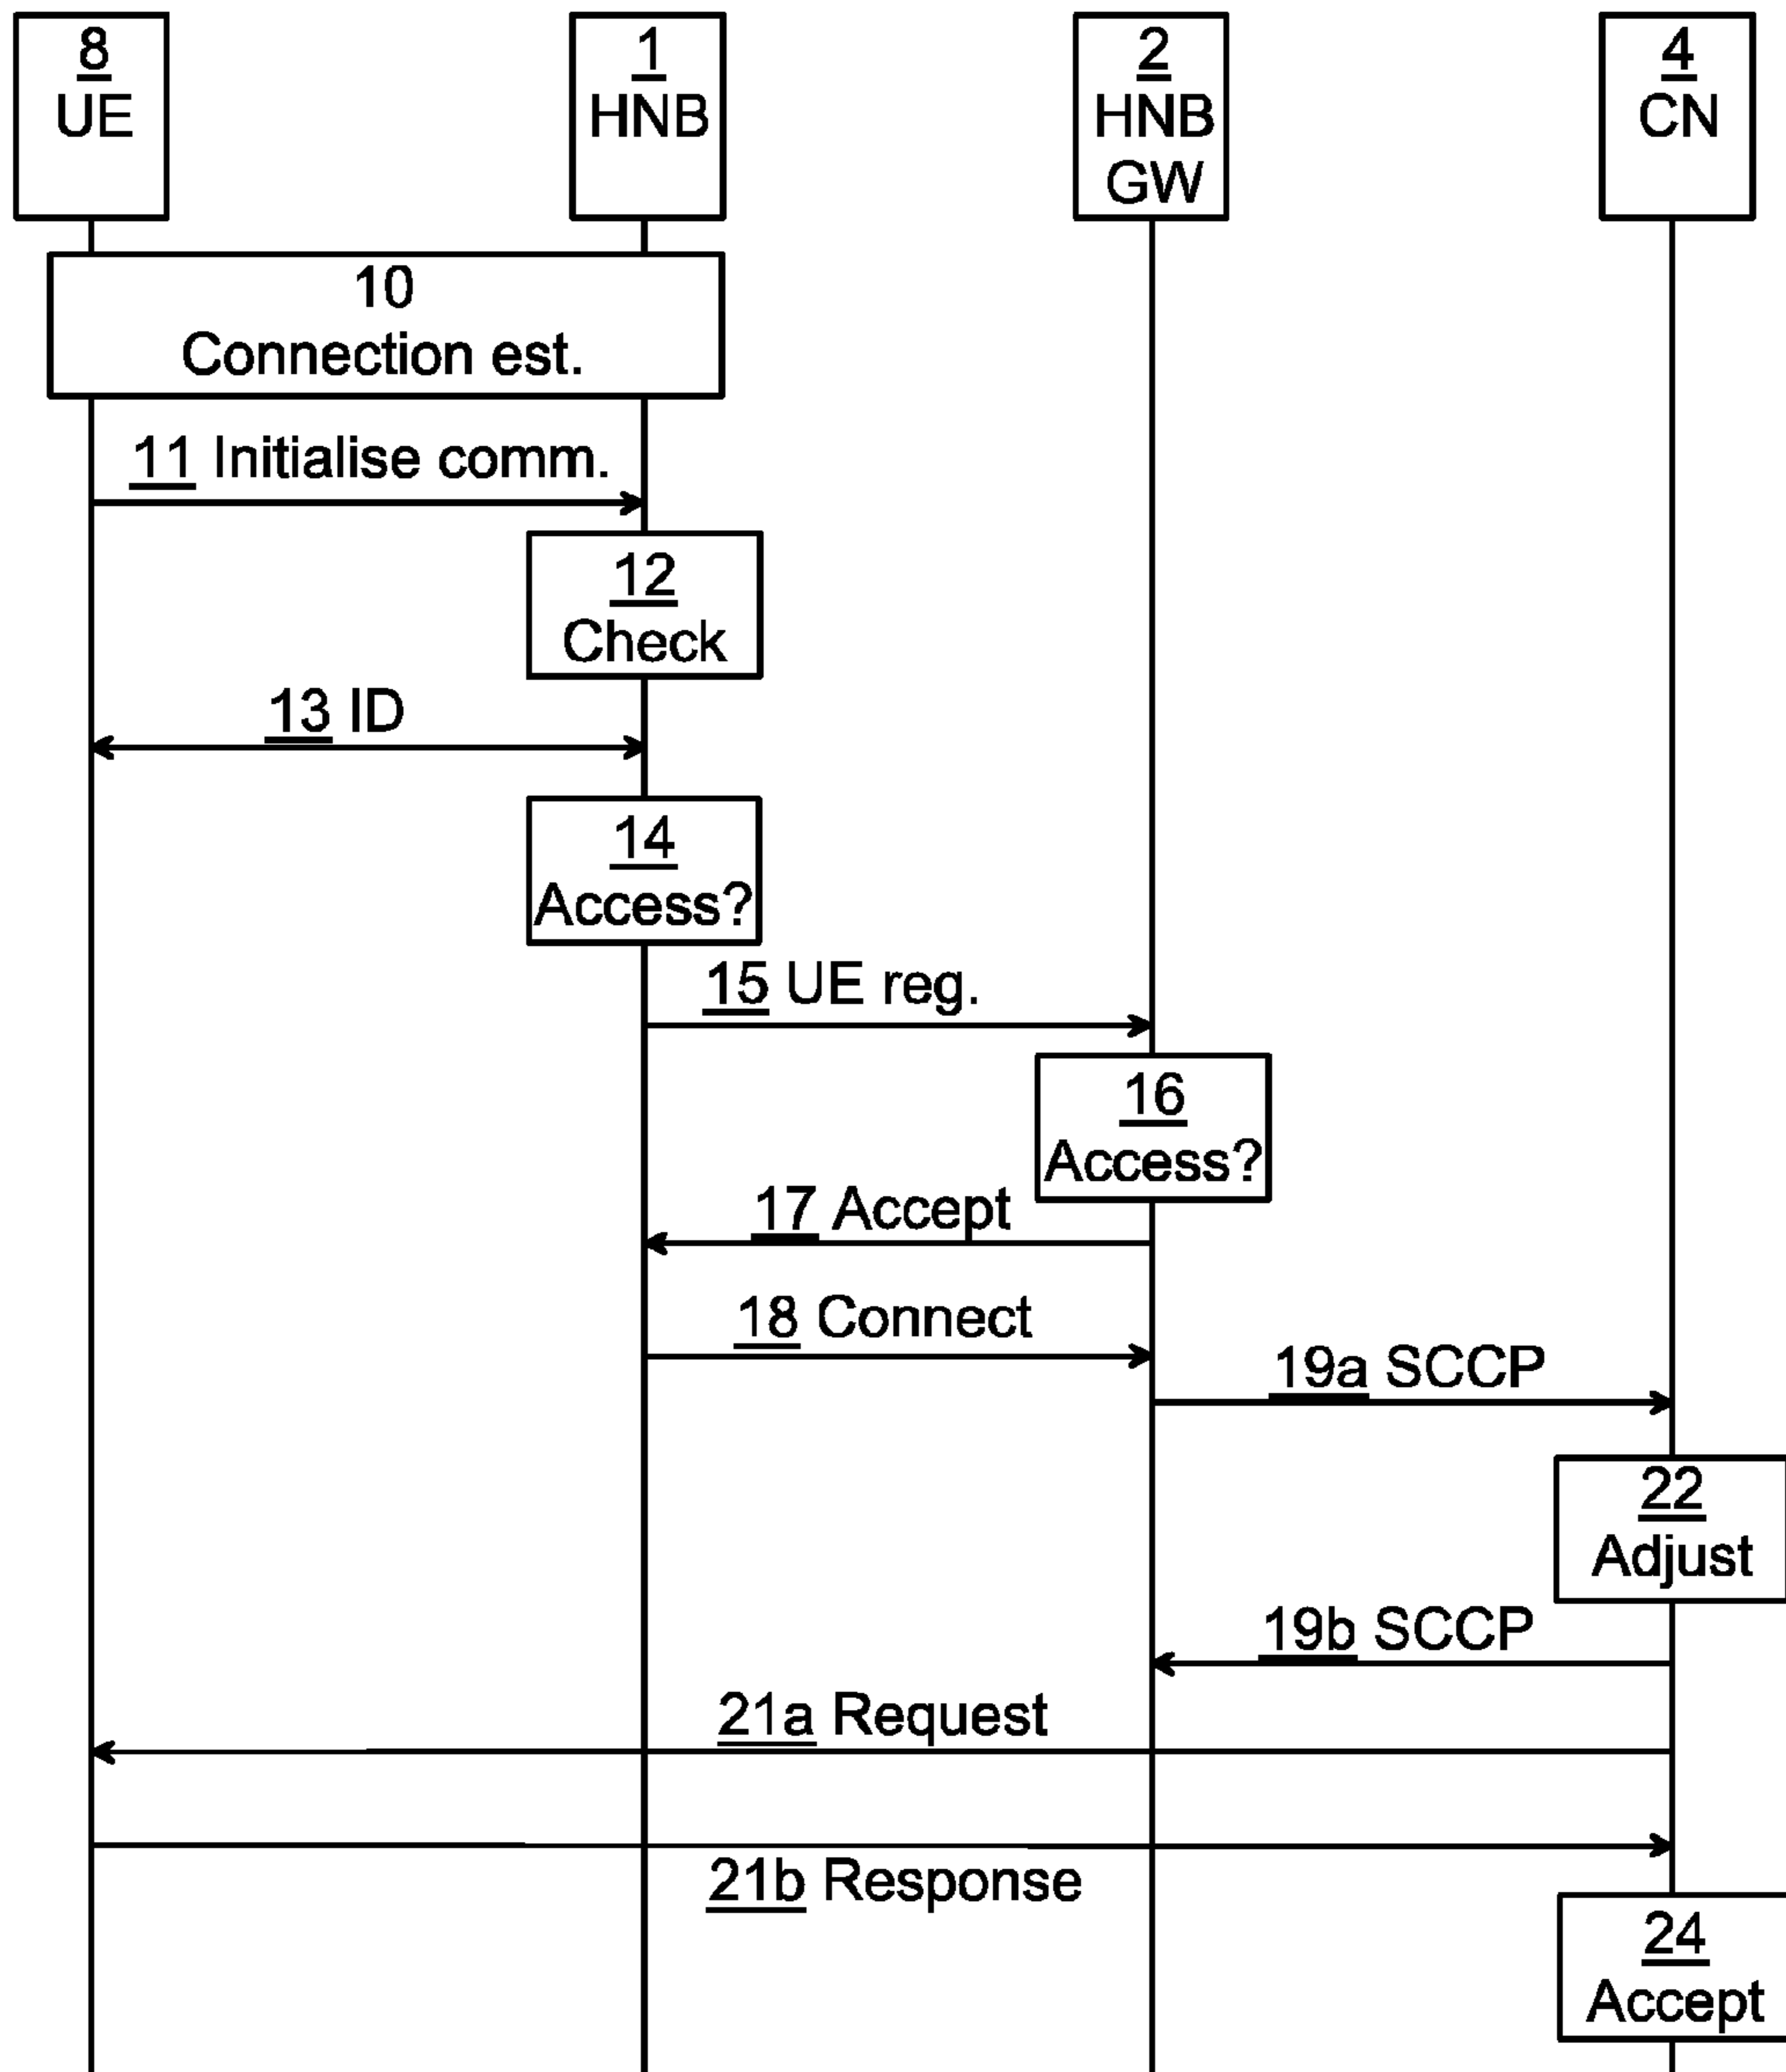 8
UE
1
HNB
2
HNB
GW
4
CN
10
Connection est.
11 Initialise comm.
12
Check
13 ID
14
Access?
15 UE reg.
16
Access?
17 Accept
18 Connect
19a SCCP
22
Adjust
19b SCCP
21a Request
21b Response
24
Accept